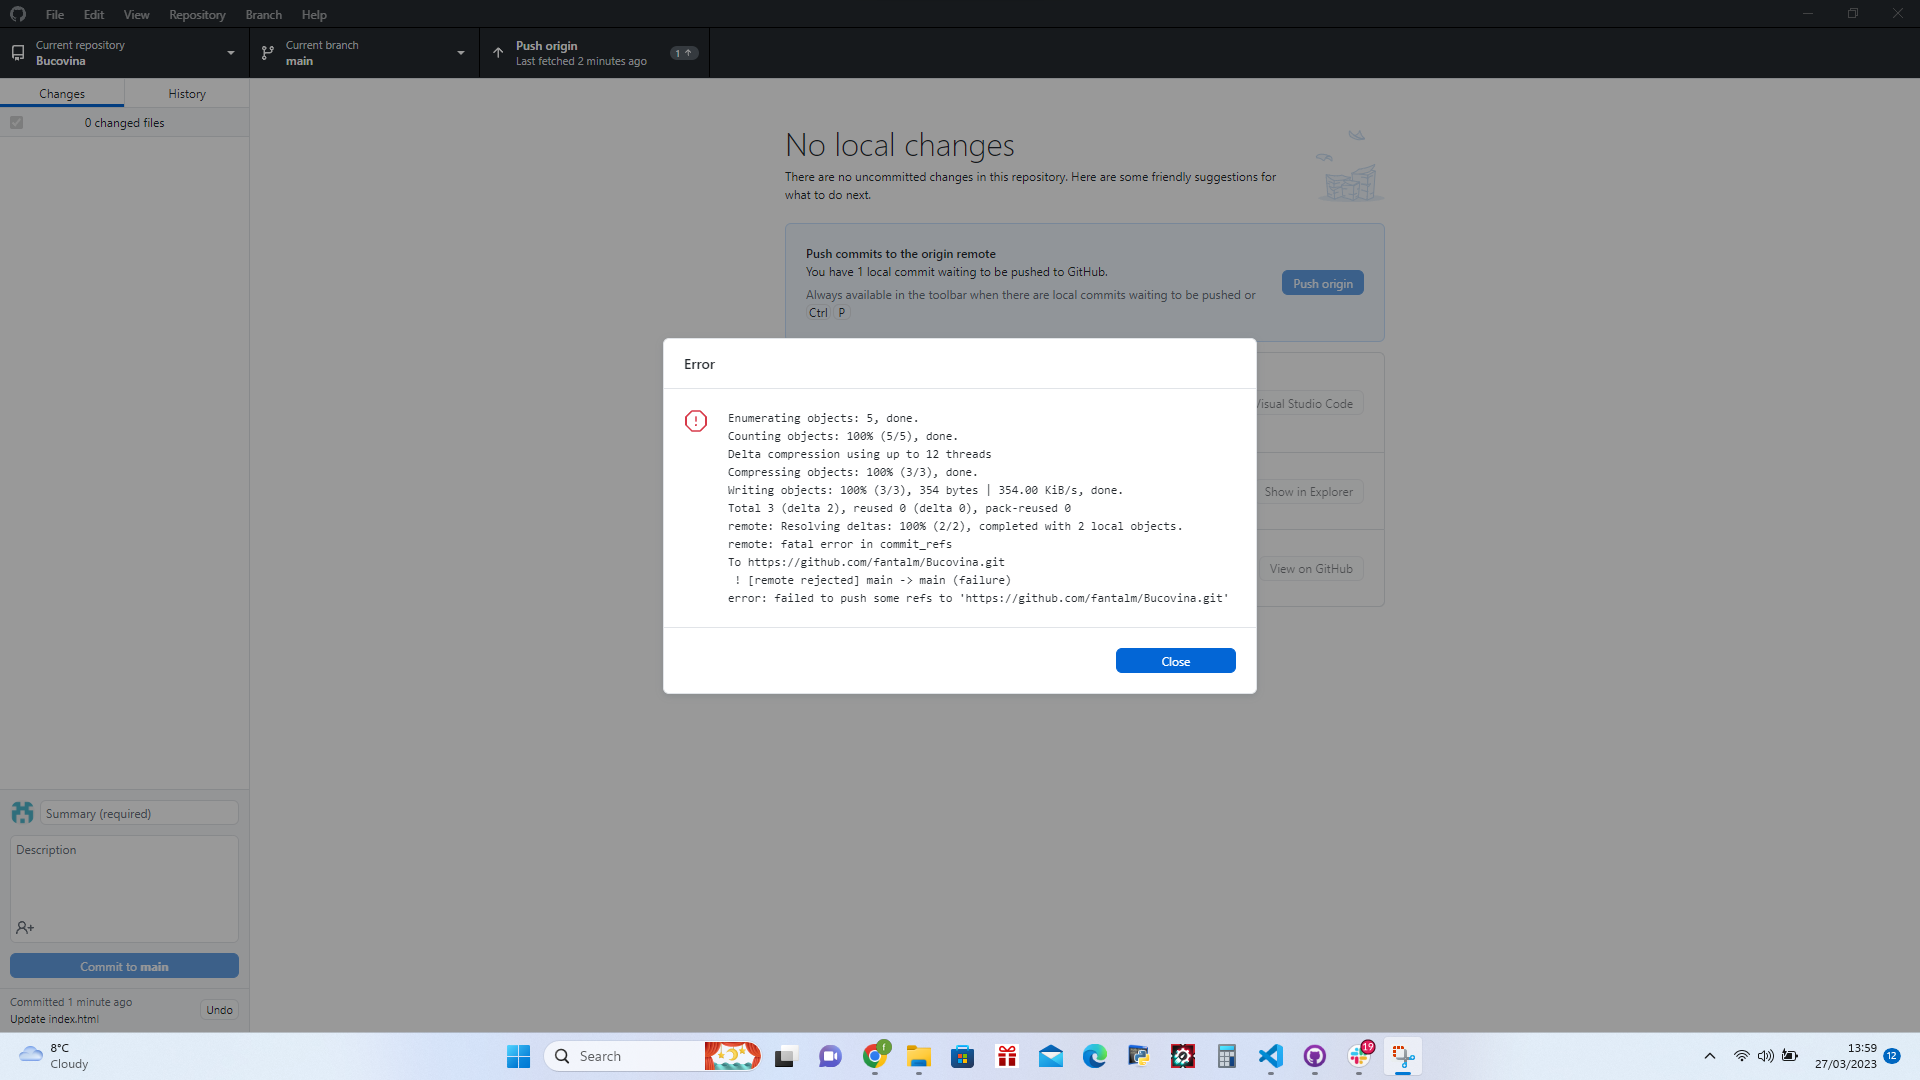 File Edit View Repository Branch Help
Current repository
Bucovina
Current branch
main
Push origin
Last fetched 2 minutes ago
1
Changes History
0 changed files
No local changes
There are no uncommitted changes in this repository. Here are some friendly suggestions for
what to do next.
Push commits to the origin remote
You have 1 local commit waiting to be pushed to GitHub.
Always available in the toolbar when there are local commits waiting to be pushed or
Ctrl P
Push origin
Visual Studio Code
Show in Explorer
View on GitHub
Error
Enumerating objects: 5, done.
Counting objects: 100% (5/5), done.
Delta compression using up to 12 threads
Compressing objects: 100% (3/3), done.
Writing objects: 100% (3/3), 354 bytes | 354.00 KiB/s, done.
Total 3 (delta 2), reused 0 (delta 0), pack-reused 0
remote: Resolving deltas: 100% (2/2), completed with 2 local objects.
remote: fatal error in commit_refs
To https://github.com/fantalm/Bucovina.git
! [remote rejected] main -> main (failure)
error: failed to push some refs to 'https://github.com/fantalm/Bucovina.git'
Close
Summary (required)
Description
Commit to main
Committed 1 minute ago
Update index.html
Undo
8°C
Cloudy
Search
f
19
13:59
27/03/2023
12